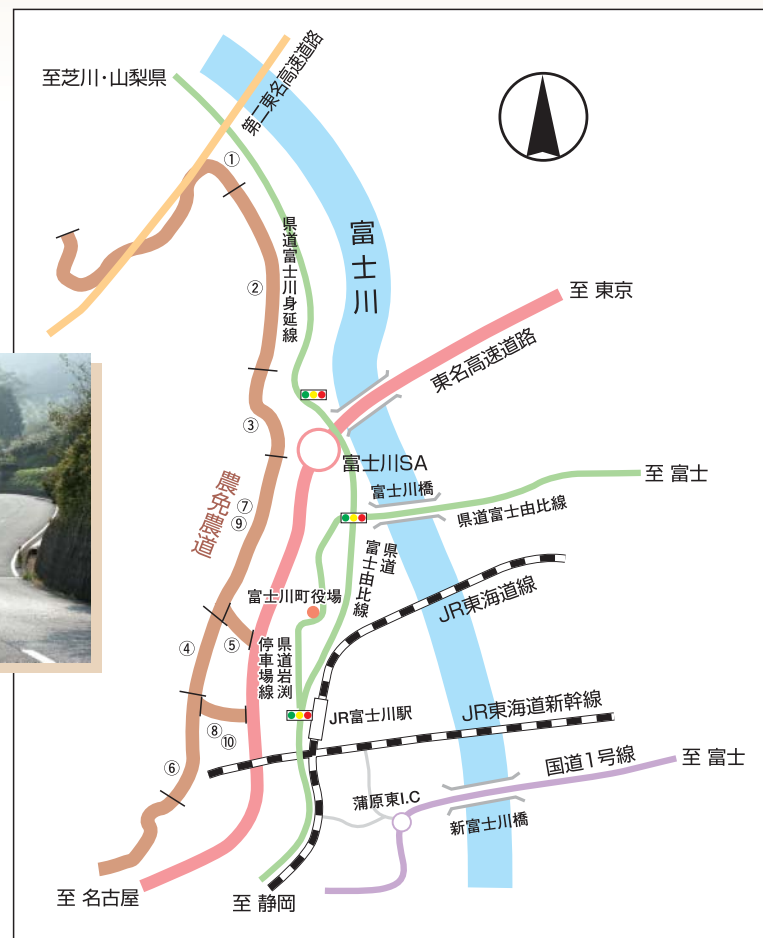 至芝川・山梨県
第二東名高速道路
①
②
県道富士川身延線
富士川
至 東京
東名高速道路
③
富士川SA
富士川橋
至 富士
県道富士由比線
農免農道
⑦
⑨
県道
富士由比線
JR東海道線
富士川町役場
④
⑤
県道岩渕
停車場線
JR富士川駅
JR東海道新幹線
⑧
⑩
国道1号線
至 富士
⑥
蒲原東I.C
新富士川橋
至 名古屋
至 静岡